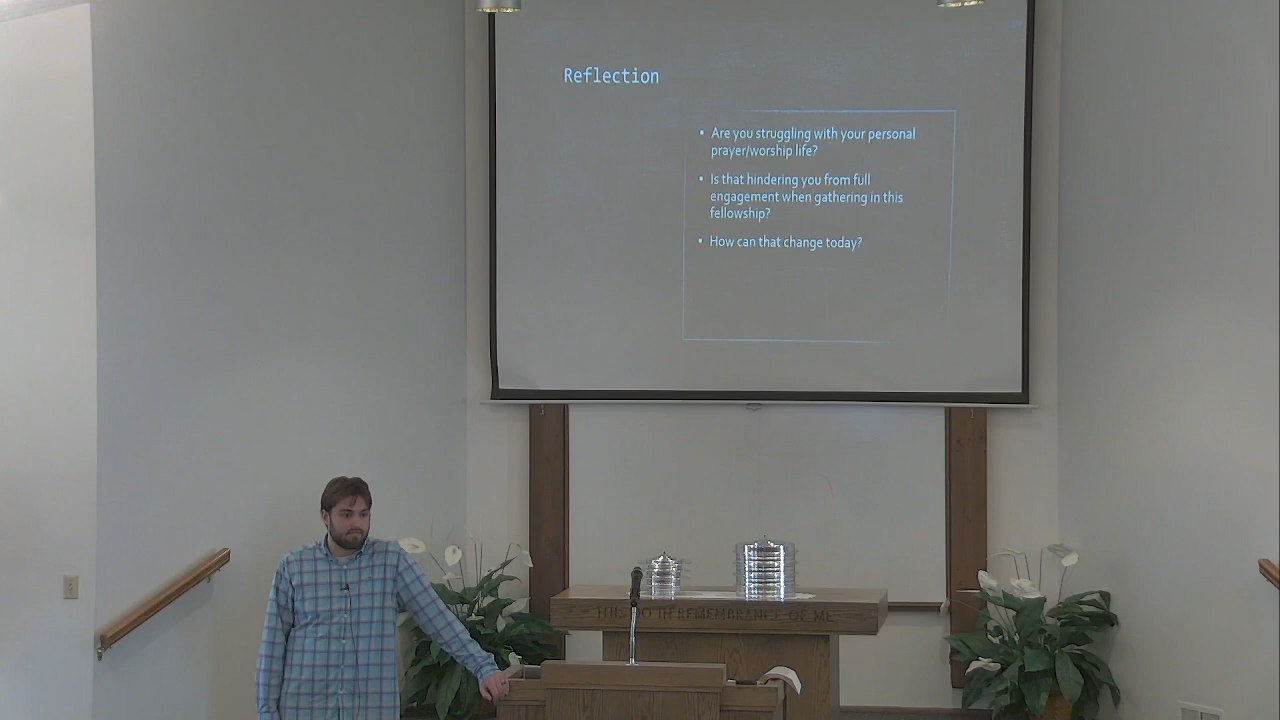 Reflection
▪ Are you struggling with your personal
prayer/worship life?
▪ Is that hindering you from full
engagement when gathering in this
fellowship?
▪ How can that change today?
THIS DO IN REMEMBRANCE OF ME